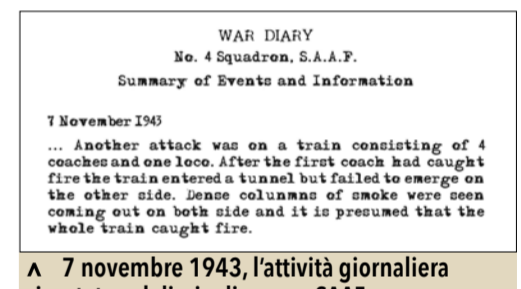 WAR DIARY
No. 4 Squadron, S.A.A.F.
Summary of Events and Information
7 November 1943
... Another attack was on a train consisting of 4
coaches and one loco. After the first coach had caught
fire the train entered a tunnel but failed to emerge on
the other side. Dense colunmns of smoke were seen
coming out on both side and it is presumed that the
whole train caught fire.
^ 7 novembre 1943, l’attività giornaliera